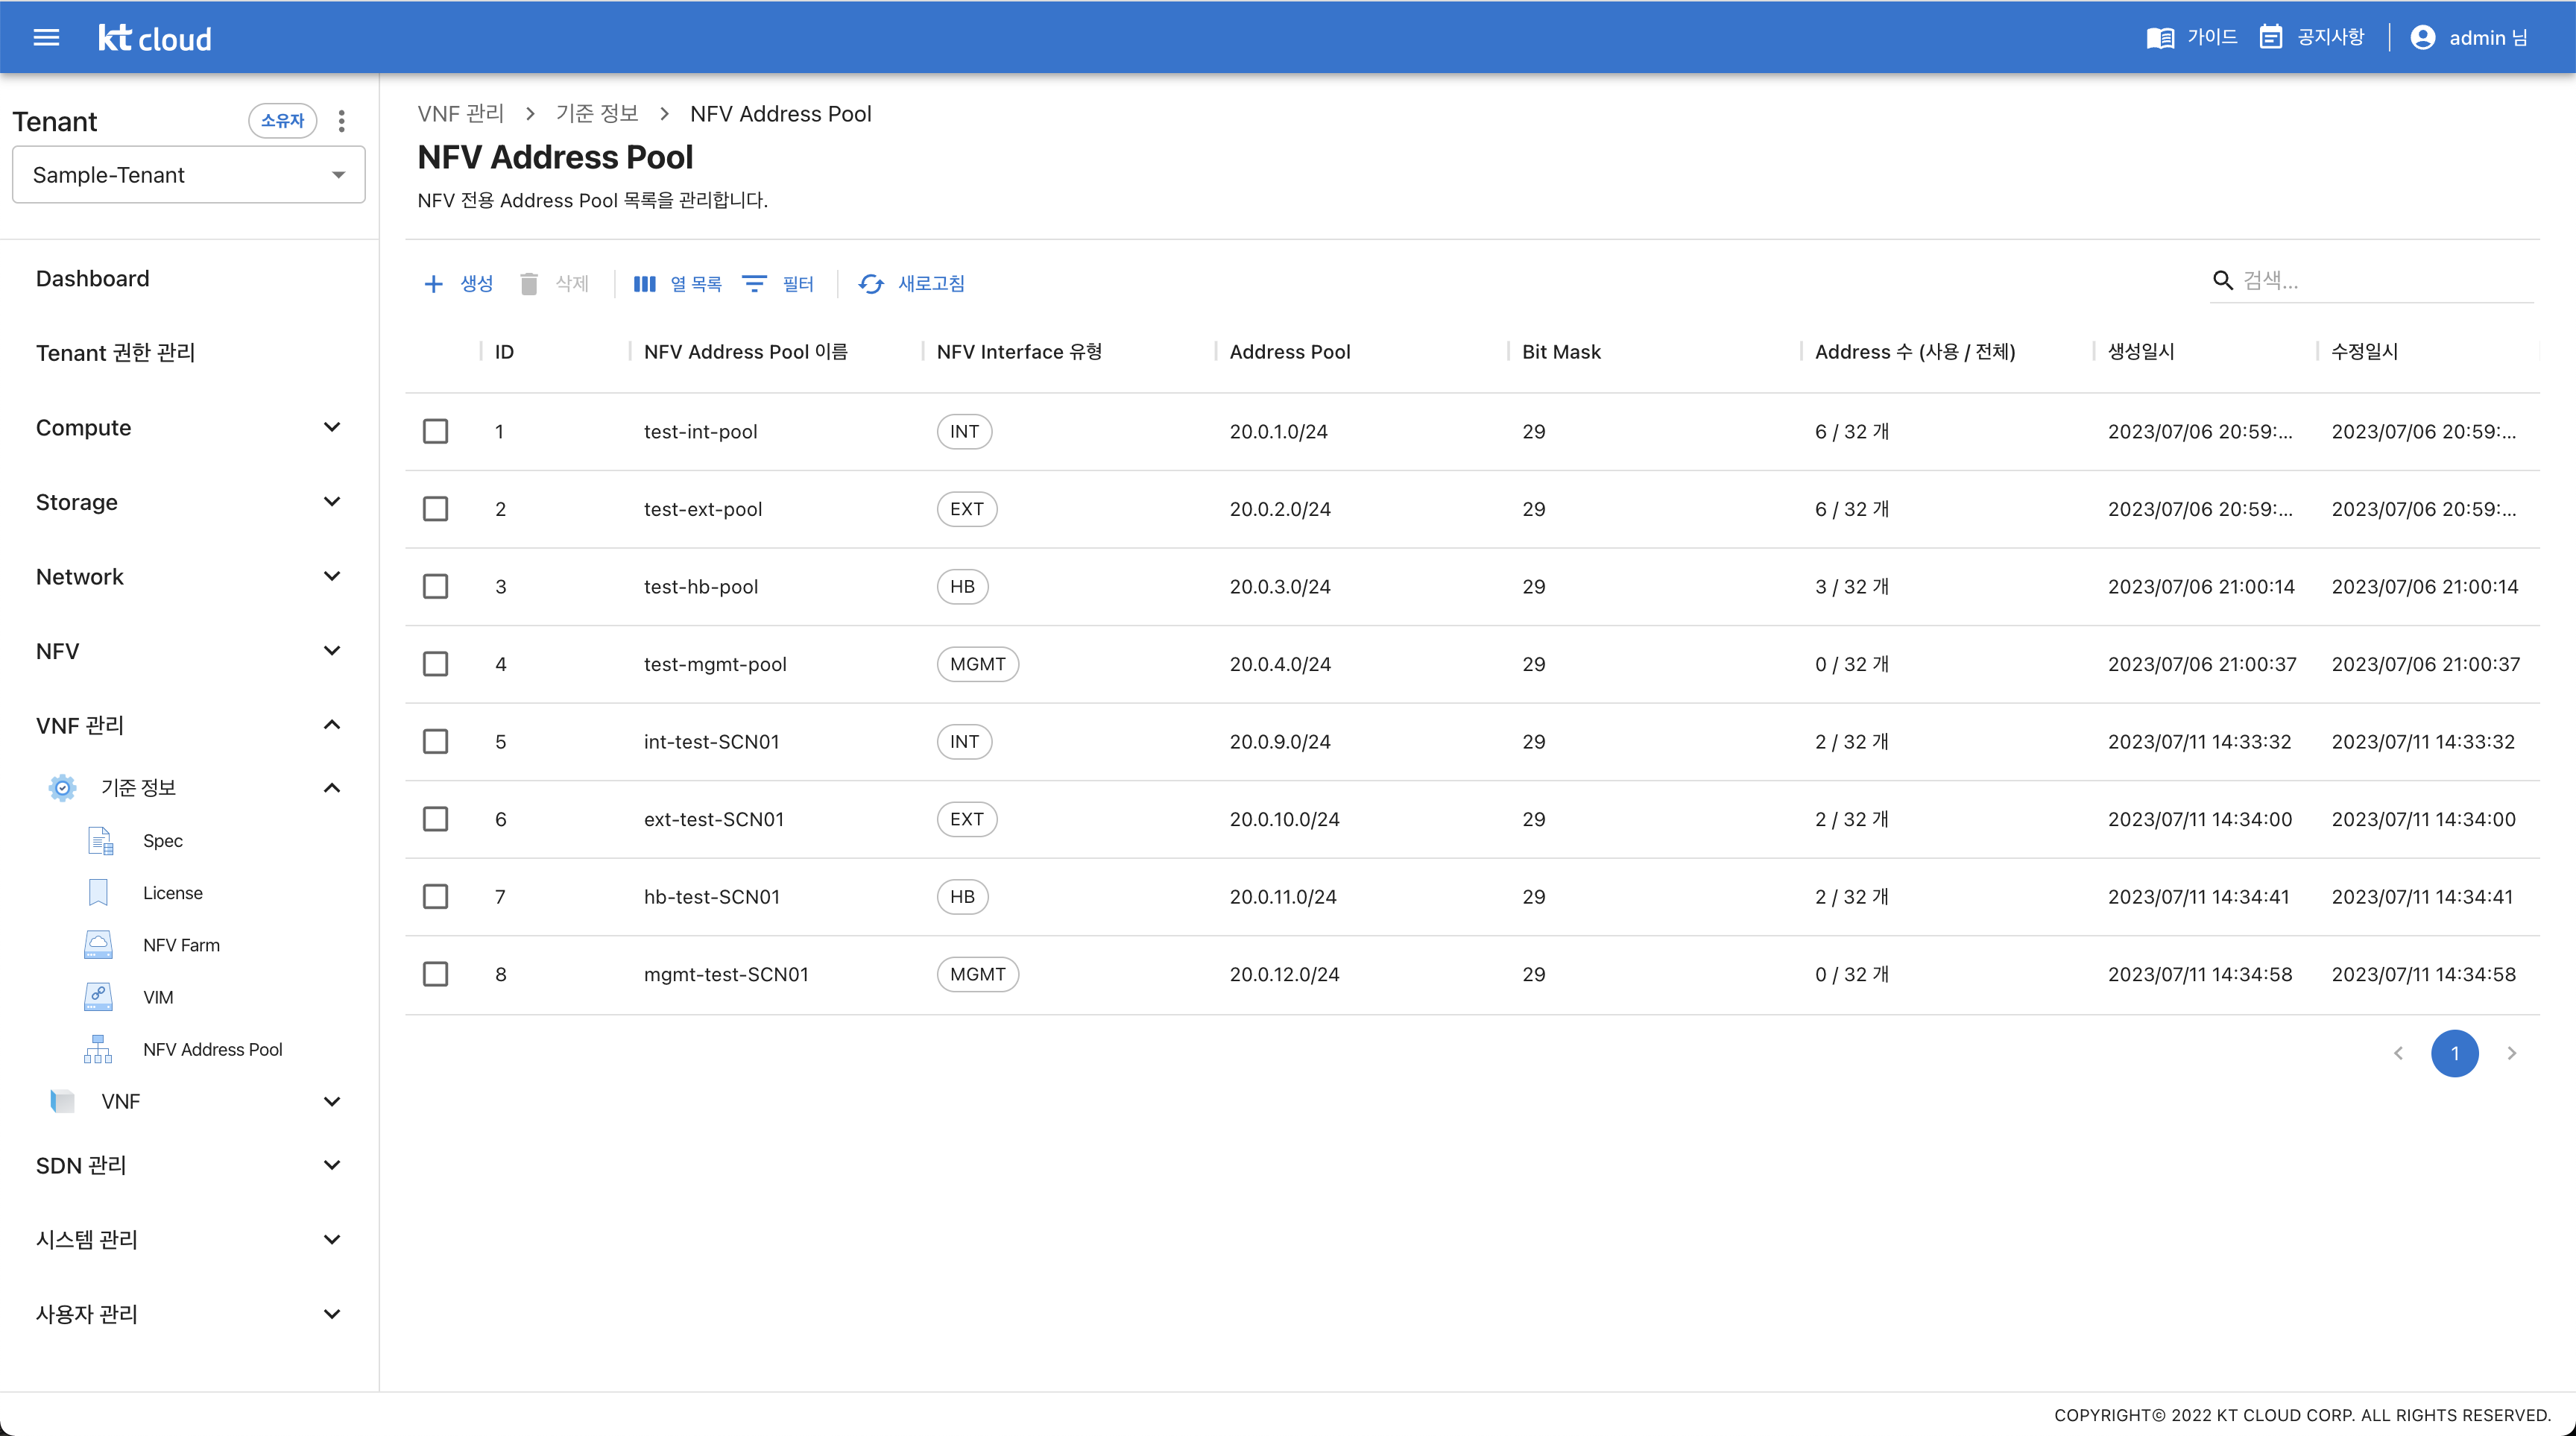 kt cloud
가이드 공지사항 admin 님
Tenant 소유자
Sample-Tenant
Dashboard
Tenant 권한 관리
Compute
Storage
Network
NFV
VNF 관리
기준 정보
Spec
License
NFV Farm
VIM
NFV Address Pool
VNF
SDN 관리
시스템 관리
사용자 관리
VNF 관리 > 기준 정보 > NFV Address Pool
NFV Address Pool
NFV 전용 Address Pool 목록을 관리합니다.
생성 삭제 열 목록 필터 새로고침 검색...
ID NFV Address Pool 이름 NFV Interface 유형 Address Pool Bit Mask Address 수 (사용 / 전체) 생성일시 수정일시
1 test-int-pool INT 20.0.1.0/24 29 6 / 32 개 2023/07/06 20:59:... 2023/07/06 20:59:...
2 test-ext-pool EXT 20.0.2.0/24 29 6 / 32 개 2023/07/06 20:59:... 2023/07/06 20:59:...
3 test-hb-pool HB 20.0.3.0/24 29 3 / 32 개 2023/07/06 21:00:14 2023/07/06 21:00:14
4 test-mgmt-pool MGMT 20.0.4.0/24 29 0 / 32 개 2023/07/06 21:00:37 2023/07/06 21:00:37
5 int-test-SCN01 INT 20.0.9.0/24 29 2 / 32 개 2023/07/11 14:33:32 2023/07/11 14:33:32
6 ext-test-SCN01 EXT 20.0.10.0/24 29 2 / 32 개 2023/07/11 14:34:00 2023/07/11 14:34:00
7 hb-test-SCN01 HB 20.0.11.0/24 29 2 / 32 개 2023/07/11 14:34:41 2023/07/11 14:34:41
8 mgmt-test-SCN01 MGMT 20.0.12.0/24 29 0 / 32 개 2023/07/11 14:34:58 2023/07/11 14:34:58
1
COPYRIGHT© 2022 KT CLOUD CORP. ALL RIGHTS RESERVED.